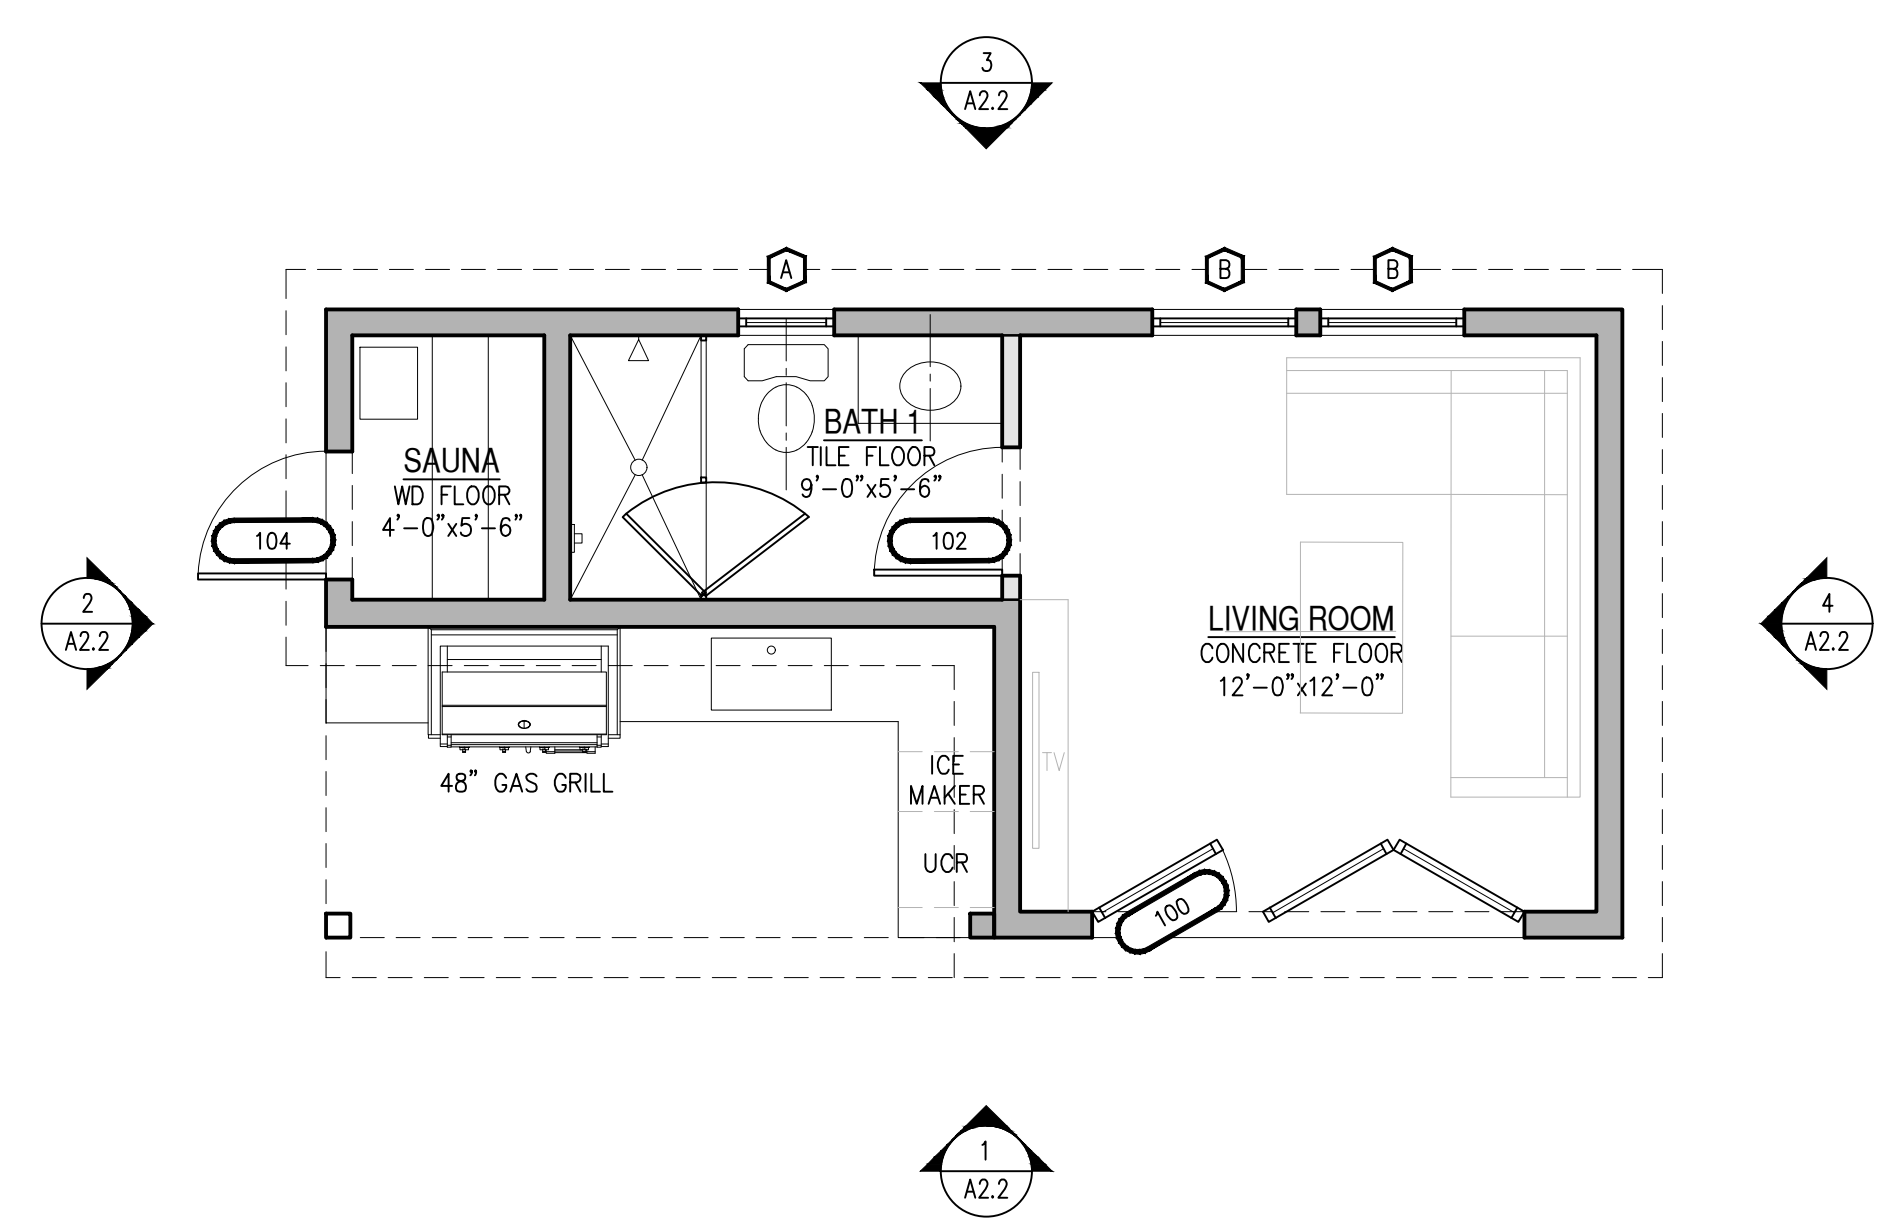 3
A2.2
A
B
B
BATH 1
TILE FLOOR
9'-0"x5'-6"
SAUNA
WD FLOOR
4'-0"x5'-6"
104
102
2
A2.2
4
A2.2
LIVING ROOM
CONCRETE FLOOR
12'-0"x12'-0"
48" GAS GRILL
ICE
MAKER
TV
UCR
100
1
A2.2